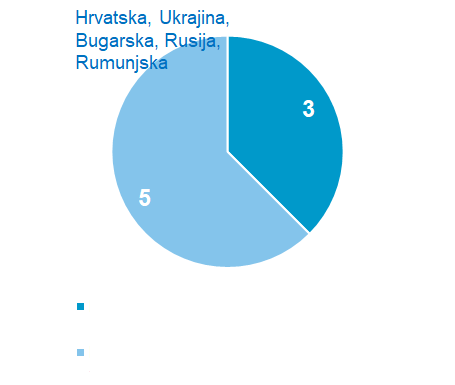 Hrvatska, Ukrajina,
Bugarska, Rusija,
Rumunjska
3
5